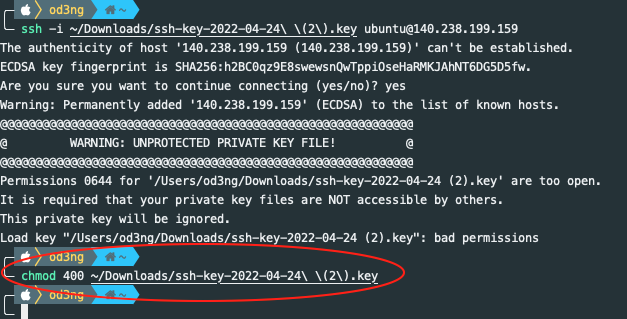 od3ng ~
ssh -i ~/Downloads/ssh-key-2022-04-24\ \(2\).key ubuntu@140.238.199.159
The authenticity of host '140.238.199.159 (140.238.199.159)' can't be established.
ECDSA key fingerprint is SHA256:h2BC0qz9E8swewsnQwTppiOseHaRMKJAhNT6DG5D5fw.
Are you sure you want to continue connecting (yes/no)? yes
Warning: Permanently added '140.238.199.159' (ECDSA) to the list of known hosts.
@@@@@@@@@@@@@@@@@@@@@@@@@@@@@@@@@@@@@@@@@@@@@@@@@@@@@@@@@@@
@         WARNING: UNPROTECTED PRIVATE KEY FILE!          @
@@@@@@@@@@@@@@@@@@@@@@@@@@@@@@@@@@@@@@@@@@@@@@@@@@@@@@@@@@@
Permissions 0644 for '/Users/od3ng/Downloads/ssh-key-2022-04-24 (2).key' are too open.
It is required that your private key files are NOT accessible by others.
This private key will be ignored.
Load key "/Users/od3ng/Downloads/ssh-key-2022-04-24 (2).key": bad permissions
od3ng ~
chmod 400 ~/Downloads/ssh-key-2022-04-24\ \(2\).key
od3ng ~